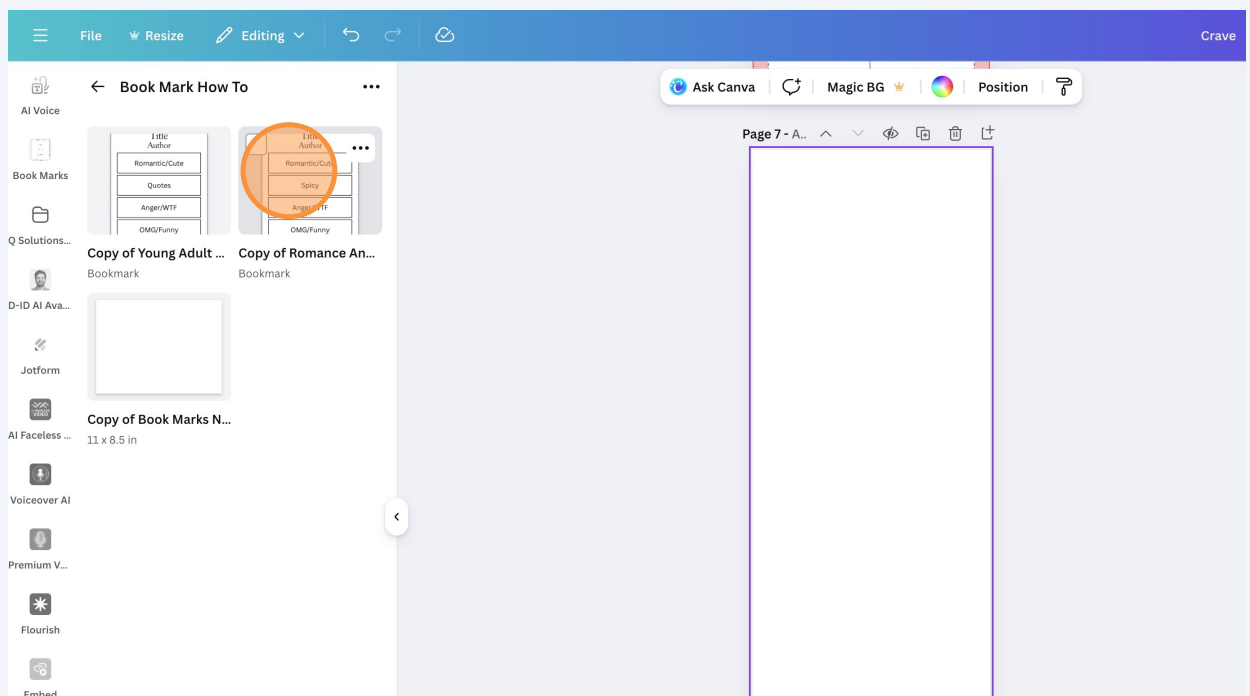 File
Resize
Editing
Crave
AI Voice
Book Marks
Q Solutions...
D-ID AI Ava...
Jotform
AI Faceless ...
Voiceover AI
Premium V...
Flourish
Embed
Book Mark How To
Title
Author
Romantic/Cute
Quotes
Anger/WTF
OMG/Funny
Copy of Young Adult ...
Bookmark
Title
Author
Romantic/Cute
Spicy
Anger/WTF
OMG/Funny
Copy of Romance An...
Bookmark
Copy of Book Marks N...
11 x 8.5 in
Ask Canva
Magic BG
Position
Page 7 - A..